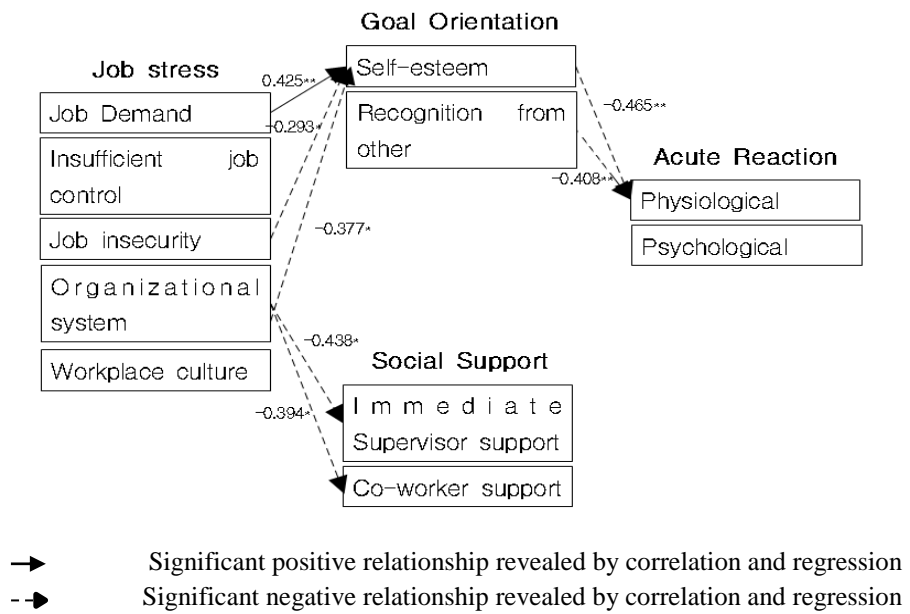 Goal Orientation
Job stress
0.425**
Self-esteem
Job Demand
-0.465**
-0.293*
Recognition from
other
Insufficient job
control
Acute Reaction
-0.408**
Physiological
Job insecurity
-0.377*
Psychological
Organizational
system
-0.438*
Workplace culture
Social Support
-0.394*
Immediate
Supervisor support
Co-worker support
Significant positive relationship revealed by correlation and regression
Significant negative relationship revealed by correlation and regression